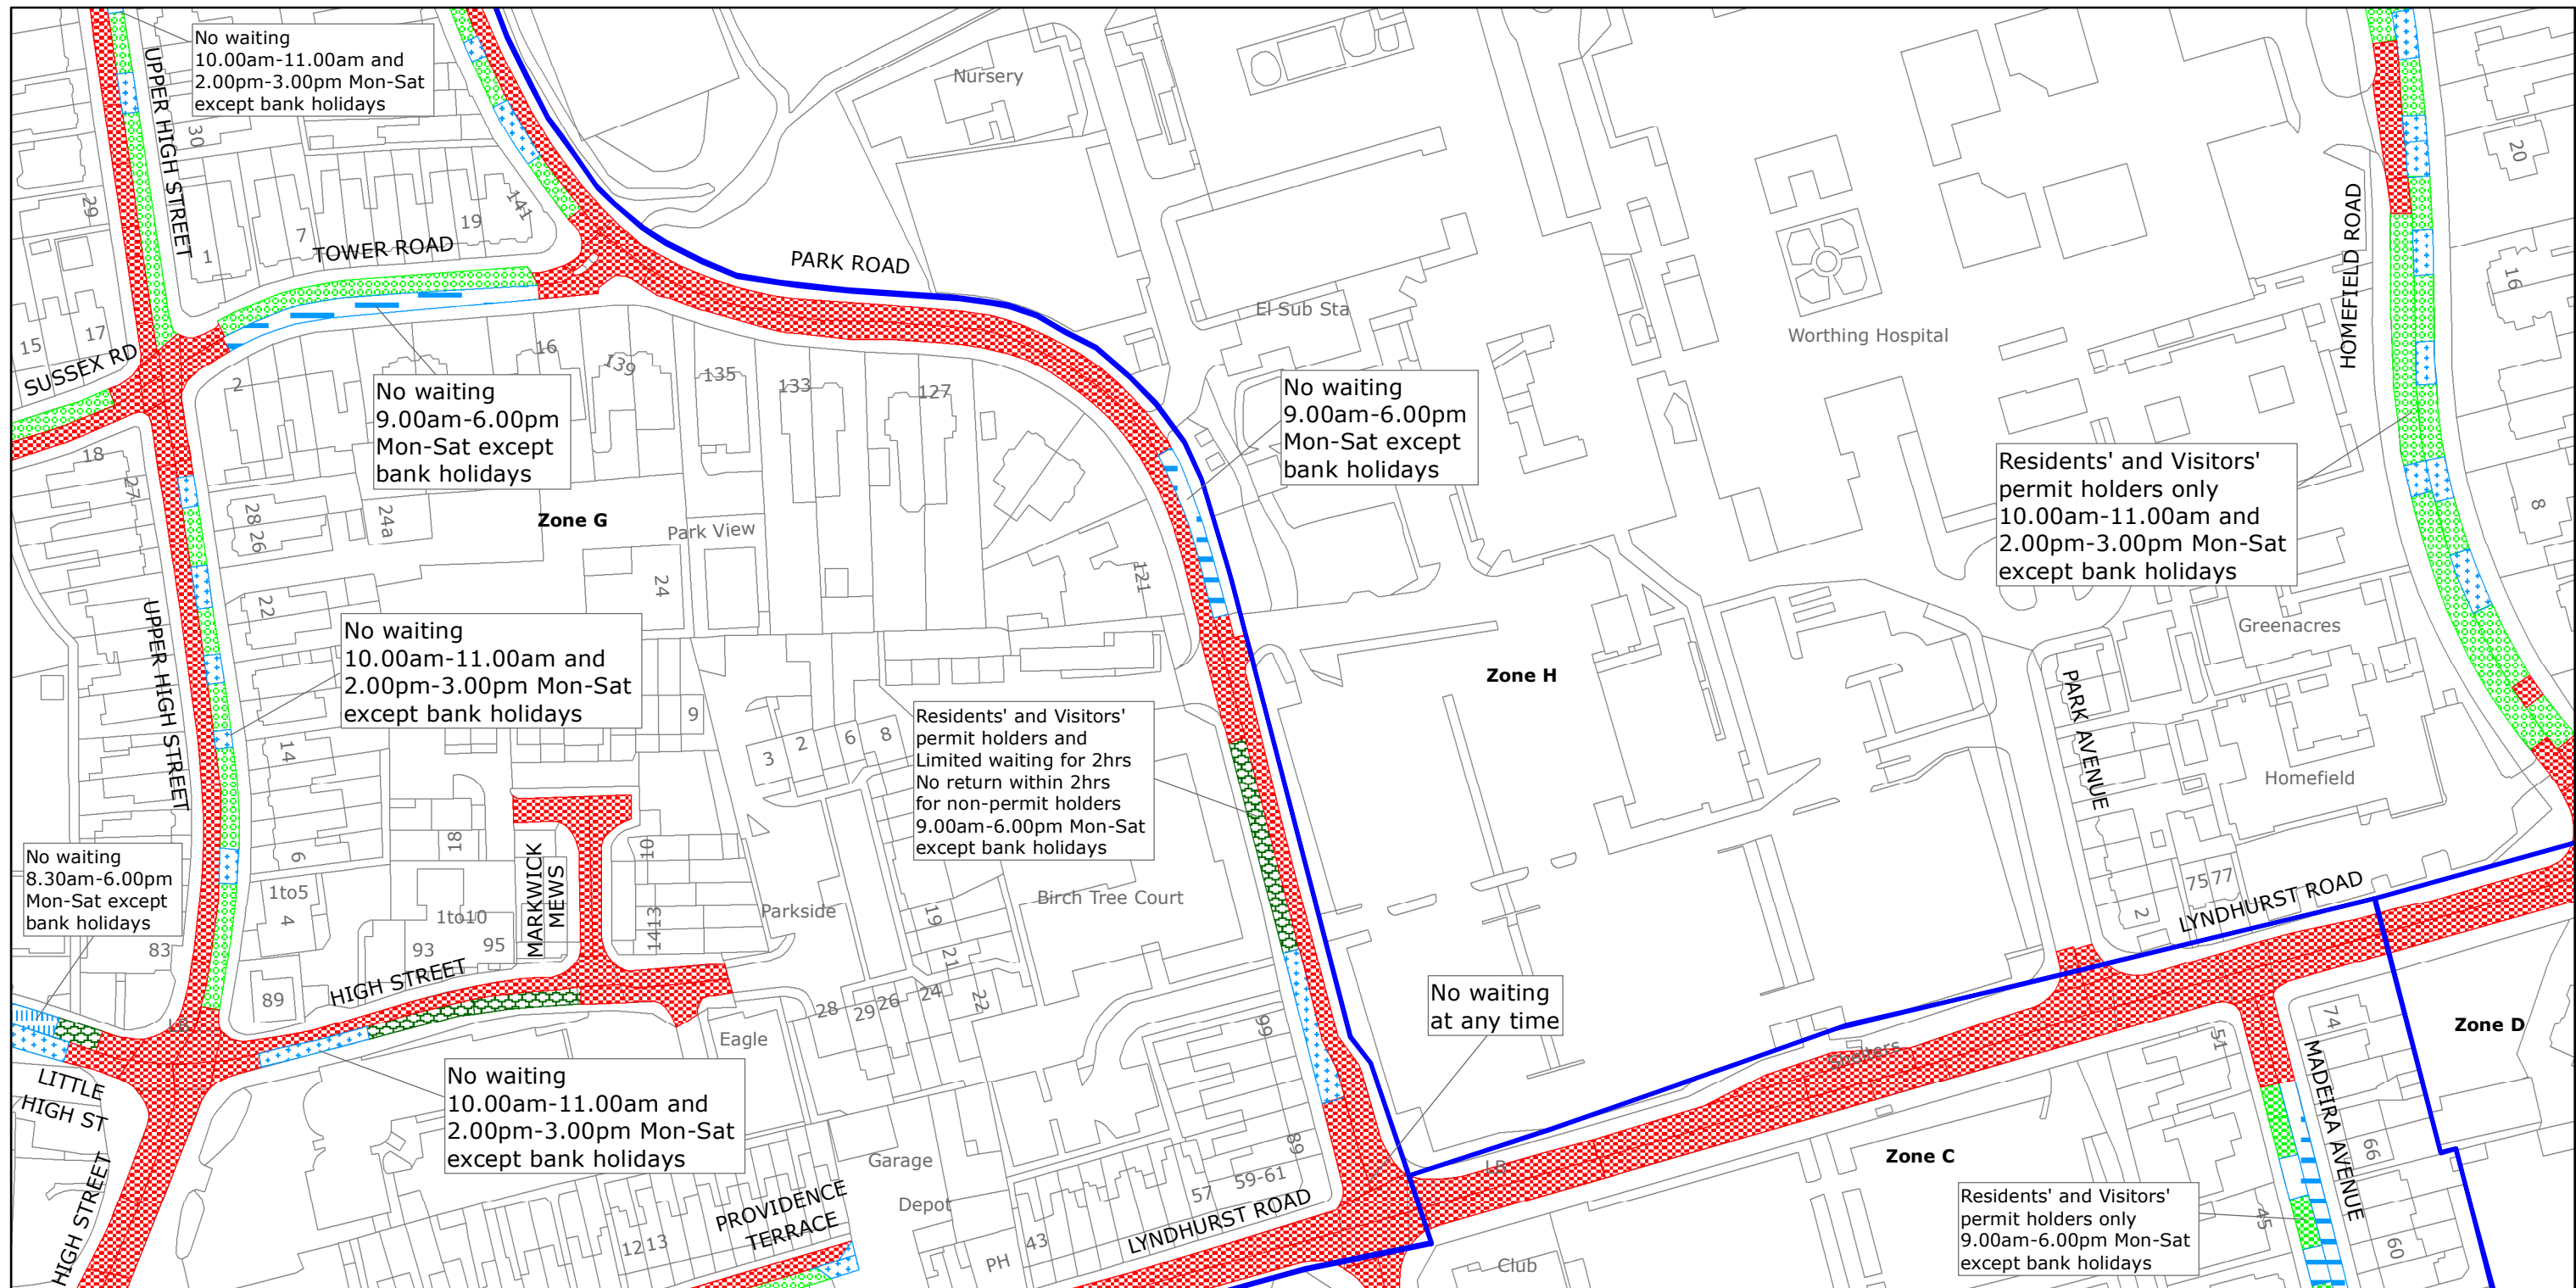 No waiting
10.00am-11.00am and
2.00pm-3.00pm Mon-Sat
except bank holidays
UPPER HIGH STREET
30
29
1
7
TOWER ROAD
19
141
15
17
SUSSEX RD
2
16
139
135
133
127
PARK ROAD
Nursery
El Sub Sta
Worthing Hospital
HOMEFIELD ROAD
20
16
8
No waiting
9.00am-6.00pm
Mon-Sat except
bank holidays
No waiting
9.00am-6.00pm
Mon-Sat except
bank holidays
Residents' and Visitors'
permit holders only
10.00am-11.00am and
2.00pm-3.00pm Mon-Sat
except bank holidays
18
27
28
26
24a
Zone G
Park View
24
121
22
UPPER HIGH STREET
No waiting
10.00am-11.00am and
2.00pm-3.00pm Mon-Sat
except bank holidays
9
14
3
2
6
8
Residents' and Visitors'
permit holders and
Limited waiting for 2hrs
No return within 2hrs
for non-permit holders
9.00am-6.00pm Mon-Sat
except bank holidays
Zone H
Greenacres
PARK AVENUE
Homefield
75
77
2
LYNDHURST ROAD
No waiting
8.30am-6.00pm
Mon-Sat except
bank holidays
83
6
1to5
4
18
1to10
93
95
89
HIGH STREET
MARKWICK
MEWS
10
13
14
Parkside
Birch Tree Court
19
21
22
24
26
29
28
Eagle
99
89
LB
LITTLE
HIGH ST
HIGH STREET
No waiting
10.00am-11.00am and
2.00pm-3.00pm Mon-Sat
except bank holidays
No waiting
at any time
Shelters
LB
Zone C
Zone D
51
74
MADEIRA AVENUE
66
45
60
Garage
Depot
PROVIDENCE
TERRACE
12
13
PH
43
57
59-61
LYNDHURST ROAD
Club
Residents' and Visitors'
permit holders only
9.00am-6.00pm Mon-Sat
except bank holidays